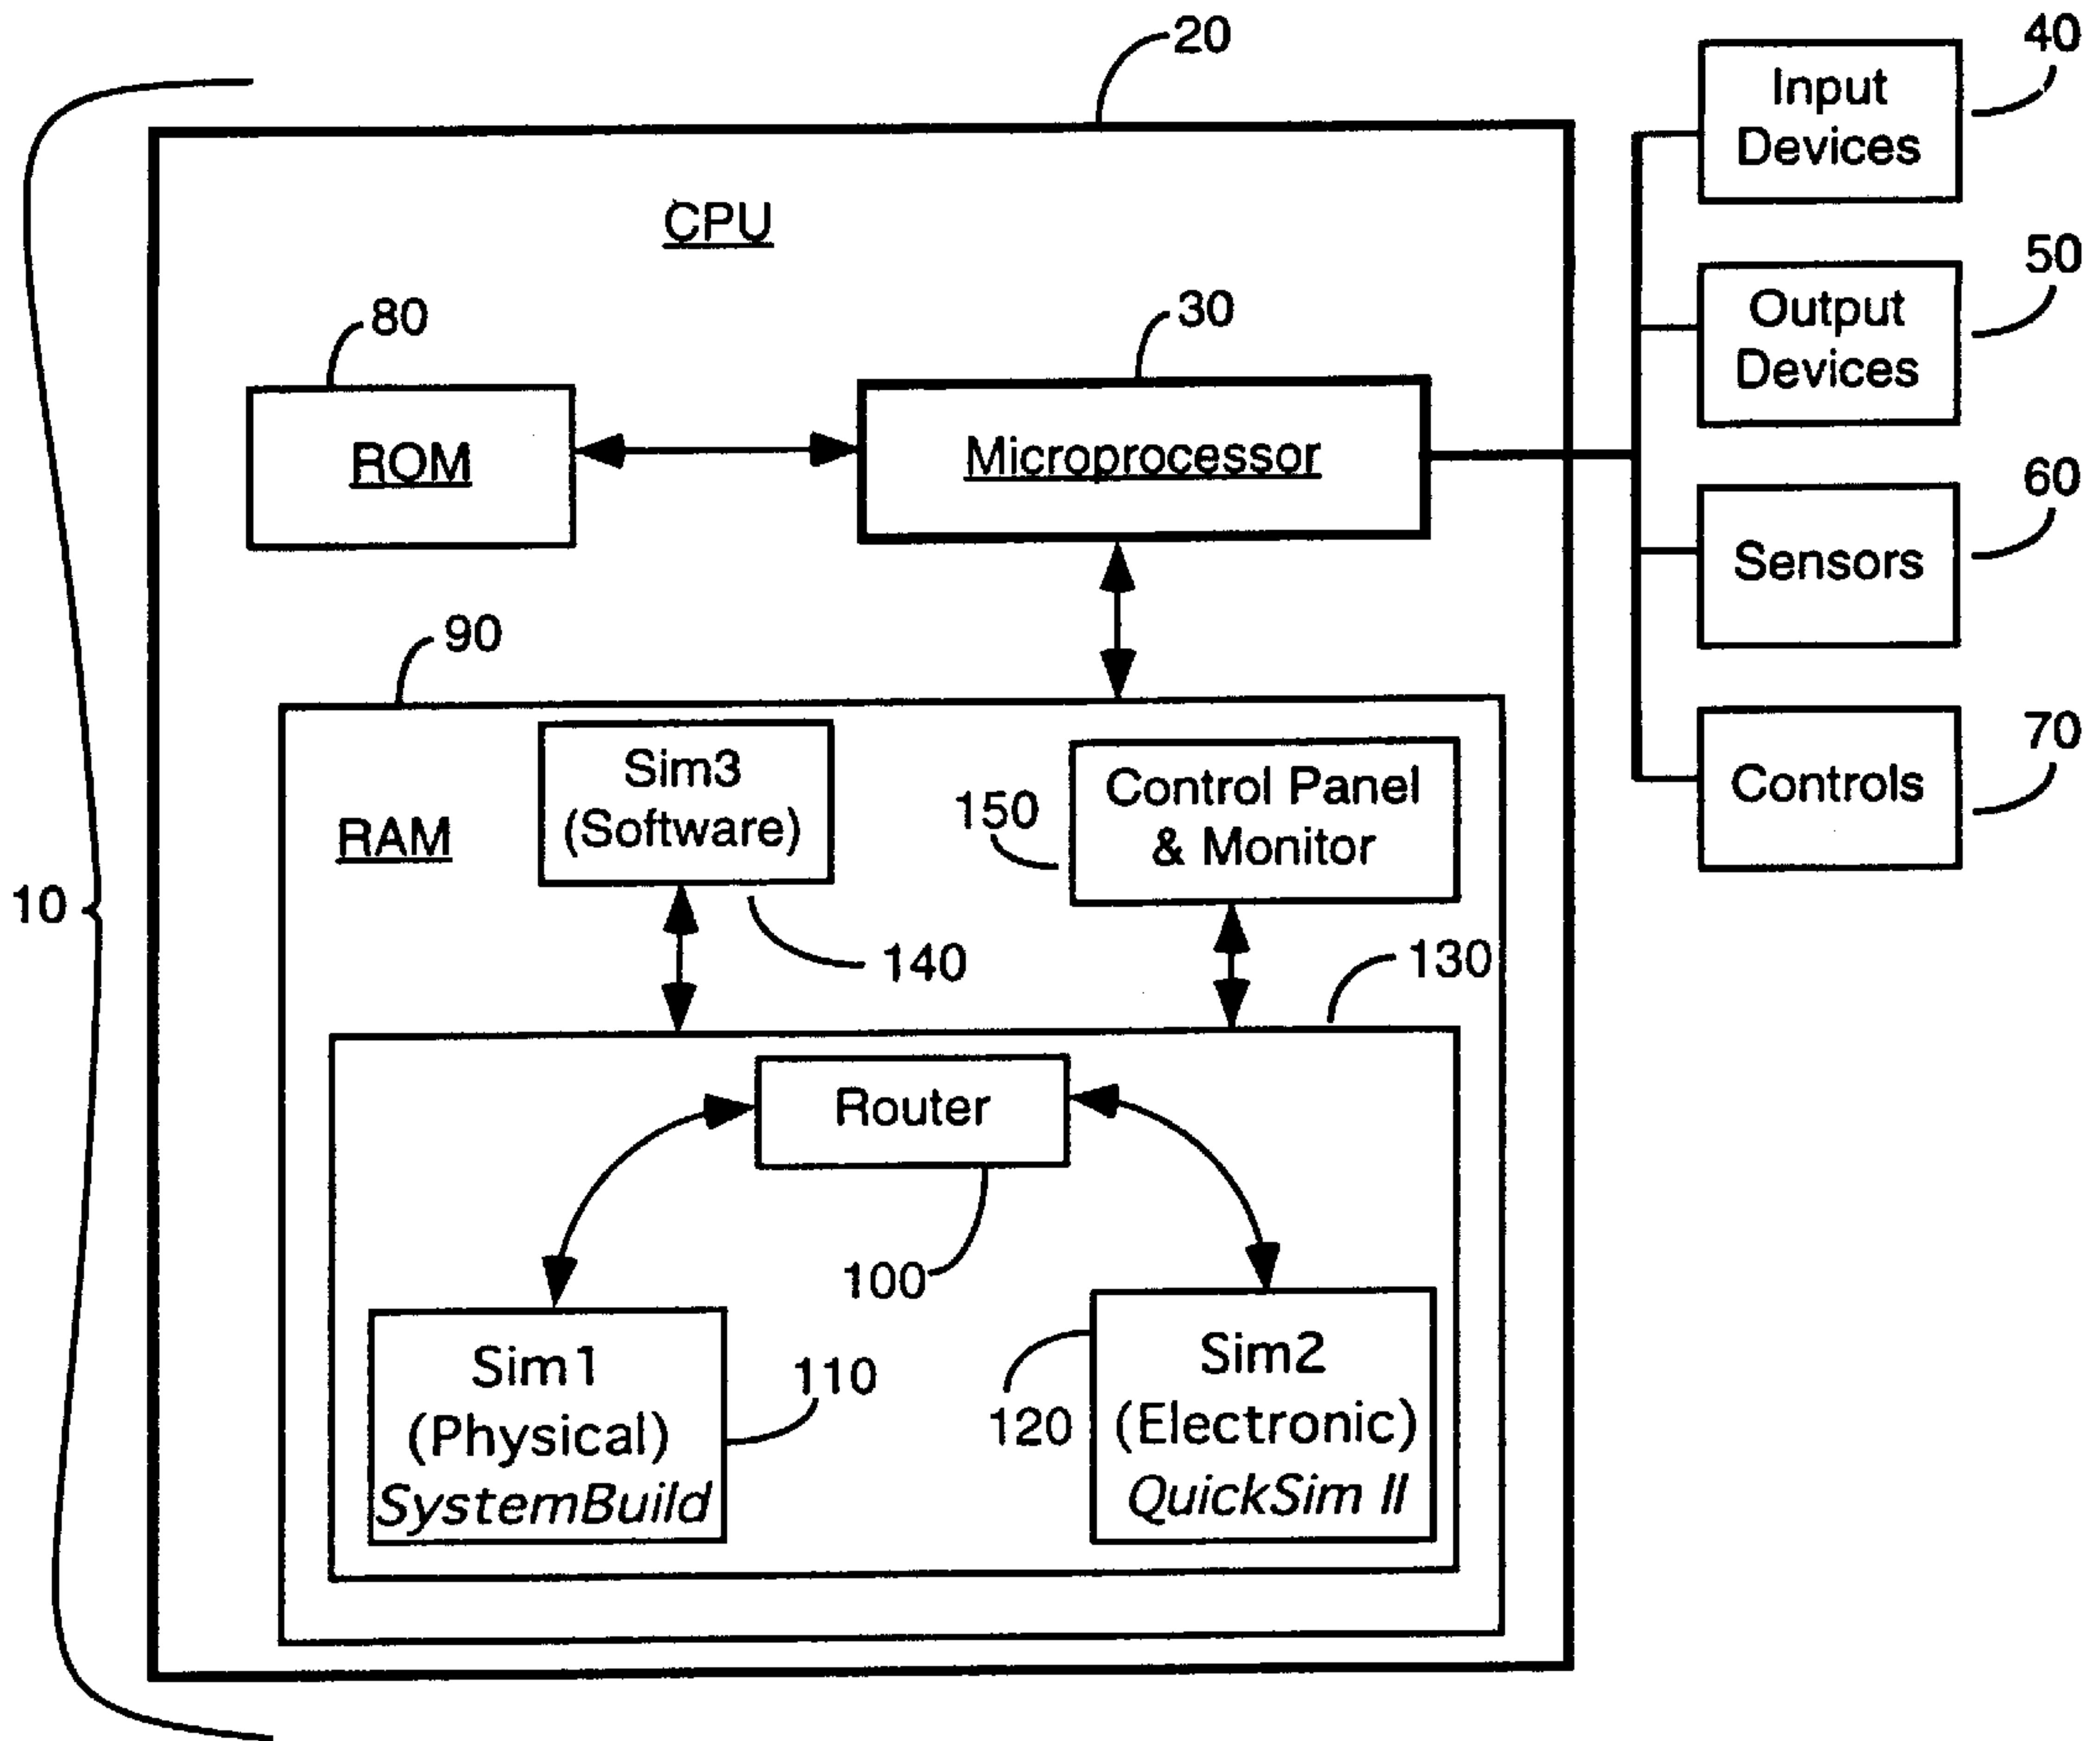 20
40
Input
Devices
CPU
50
Output
Devices
80
30
ROM
Microprocessor
60
Sensors
90
70
Controls
Sim3
(Software)
Control Panel
& Monitor
150
RAM
10
140
130
Router
100
Sim1
(Physical)
SystemBuild
110
120
Sim2
(Electronic)
QuickSim II